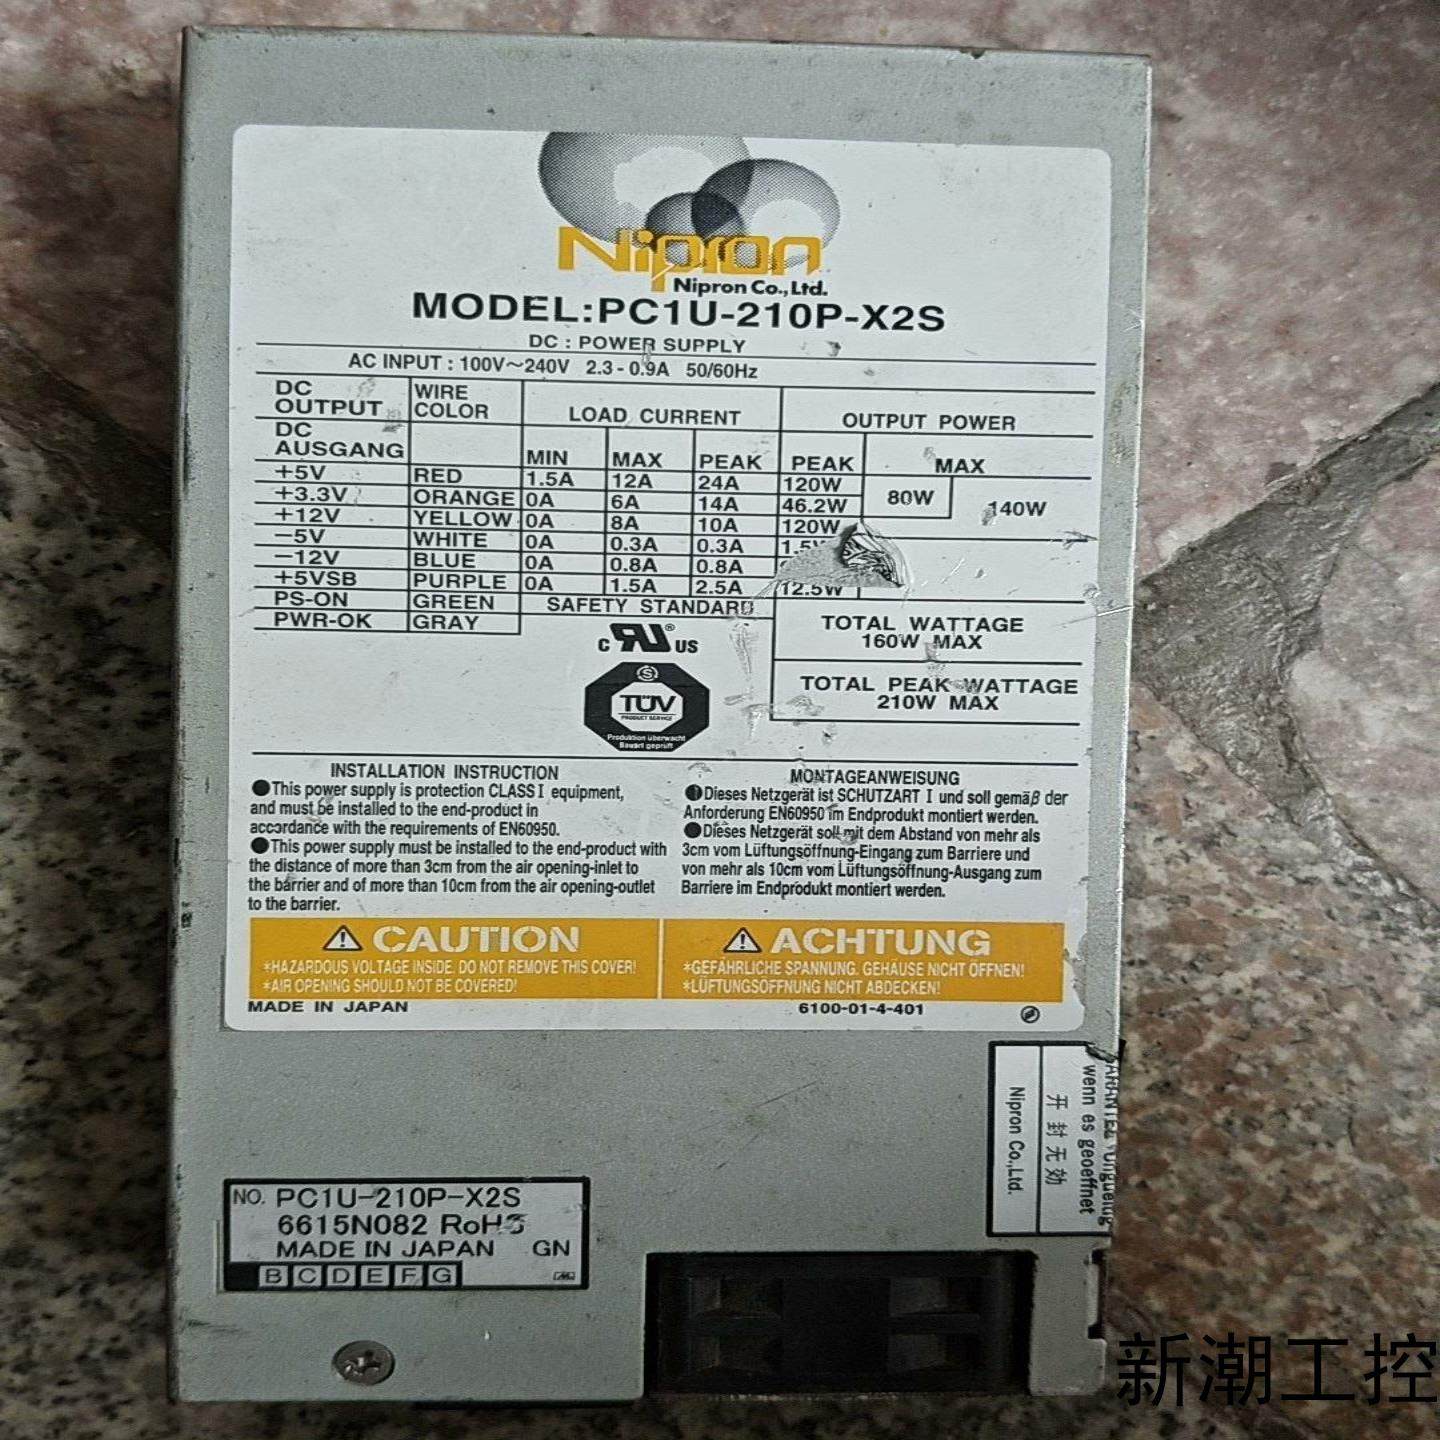 Nipron
Nipron Co.,Ltd.
MODEL:PC1U-210P-X2S
DC : POWER SUPPLY
AC INPUT : 100V～240V 2.3-0.9A 50/60Hz
DC OUTPUT WIRE COLOR LOAD CURRENT OUTPUT POWER
DC AUSGANG MIN MAX PEAK PEAK MAX
+5V RED 1.5A 12A 24A 120W 80W 140W
+3.3V ORANGE 0A 6A 14A 46.2W
+12V YELLOW 0A 8A 10A 120W
−5V WHITE 0A 0.3A 0.3A
−12V BLUE 0A 0.8A 0.8A
+5VSB PURPLE 0A 1.5A 2.5A 12.5W
PS-ON GREEN SAFETY STANDARD
PWR-OK GRAY
TOTAL WATTAGE
160W MAX
TOTAL PEAK WATTAGE
210W MAX
C RU ® US
S
TÜV
PRODUCT SERVICE
Produktion überwacht
Bauart geprüft
INSTALLATION INSTRUCTION
●This power supply is protection CLASS I equipment,
and must be installed to the end-product in
accordance with the requirements of EN60950.
●This power supply must be installed to the end-product with
the distance of more than 3cm from the air opening-inlet to
the barrier and of more than 10cm from the air opening-outlet
to the barrier.
MONTAGEANWEISUNG
●Dieses Netzgerät ist SCHUTZART I und soll gemäβ der
Anforderung EN60950 im Endprodukt montiert werden.
●Dieses Netzgerät soll mit dem Abstand von mehr als
3cm vom Lüftungsöffnung-Eingang zum Barriere und
von mehr als 10cm vom Lüftungsöffnung-Ausgang zum
Barriere im Endprodukt montiert werden.
⚠ CAUTION
*HAZARDOUS VOLTAGE INSIDE. DO NOT REMOVE THIS COVER!
*AIR OPENING SHOULD NOT BE COVERED!
⚠ ACHTUNG
*GEFÄHRLICHE SPANNUNG. GEHÄUSE NICHT ÖFFNEN!
*LÜFTUNGSÖFFNUNG NICHT ABDECKEN!
MADE IN JAPAN
6100-01-4-401
wenn es geoeffnet
开封无效
Nipron Co.,Ltd.
NO. PC1U-210P-X2S
6615N082 RoHS
MADE IN JAPAN GN
B C D E F G
新潮工控